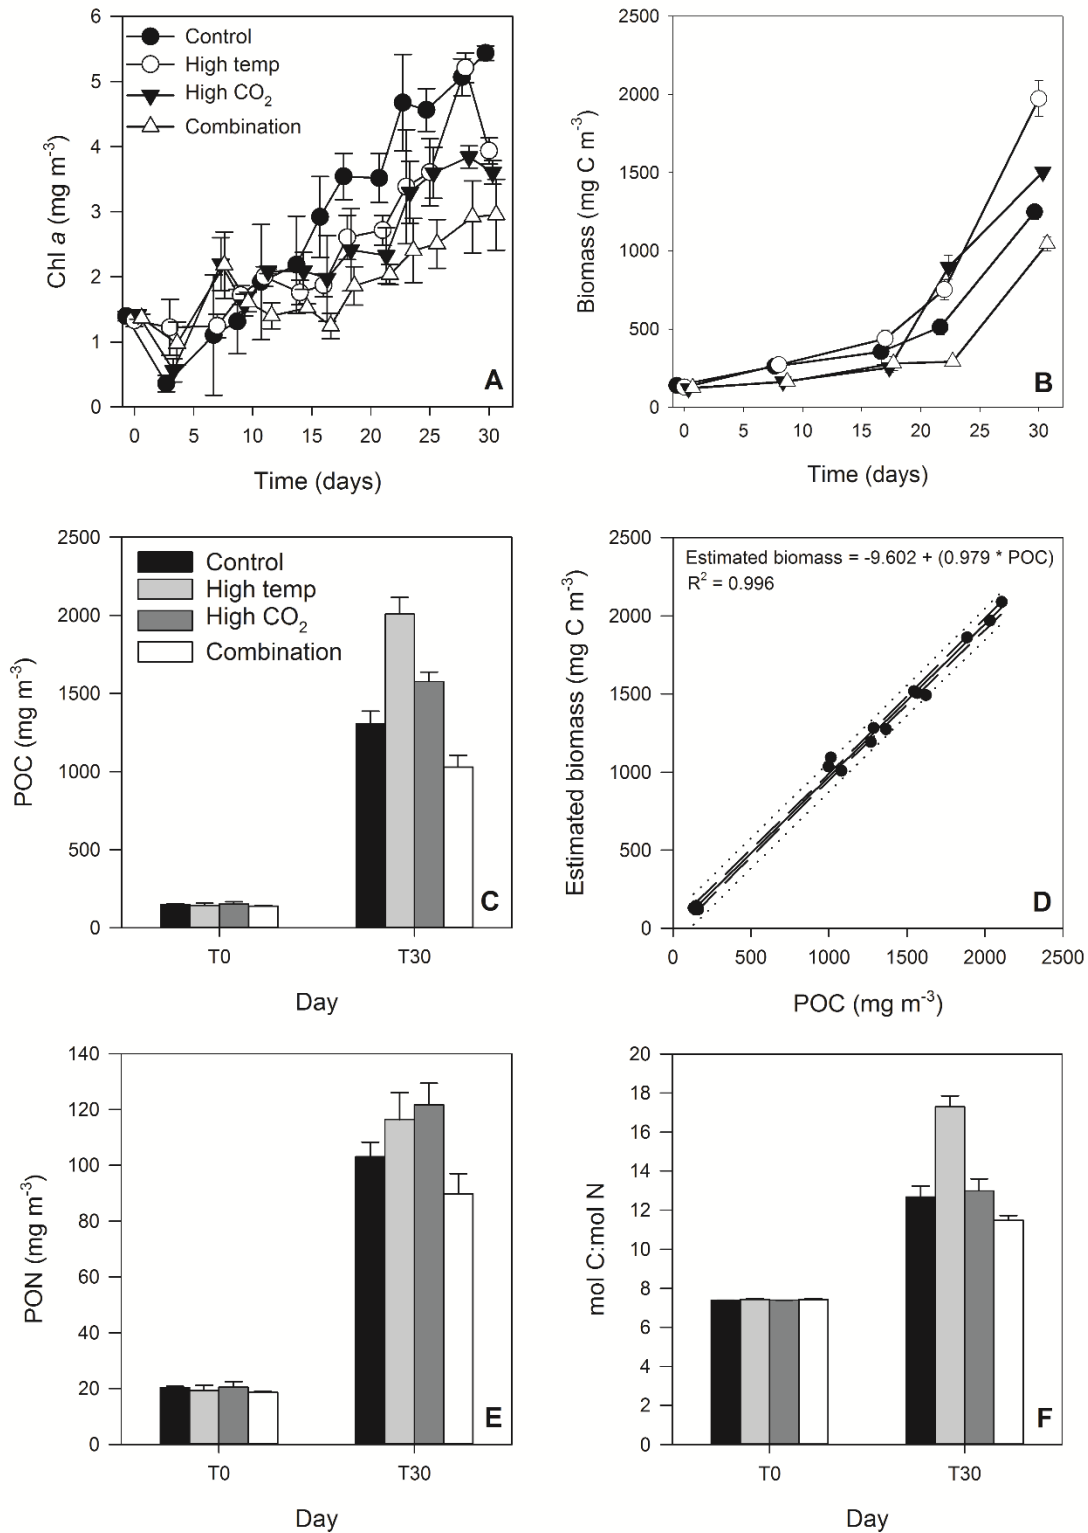 Chl a (mg m-3)
6
5
4
3
2
1
0
Control
High temp
High CO2
Combination
A
0 5 10 15 20 25 30
Time (days)
Biomass (mg C m-3)
2500
2000
1500
1000
500
0
B
0 5 10 15 20 25 30
Time (days)
POC (mg m-3)
2500
2000
1500
1000
500
0
Control
High temp
High CO2
Combination
C
T0 T30
Day
Estimated biomass (mg C m-3)
2500
2000
1500
1000
500
0
Estimated biomass = -9.602 + (0.979 * POC)
R2 = 0.996
D
0 500 1000 1500 2000 2500
POC (mg m-3)
PON (mg m-3)
140
120
100
80
60
40
20
0
E
T0 T30
Day
mol C:mol N
20
18
16
14
12
10
8
6
4
2
0
F
T0 T30
Day